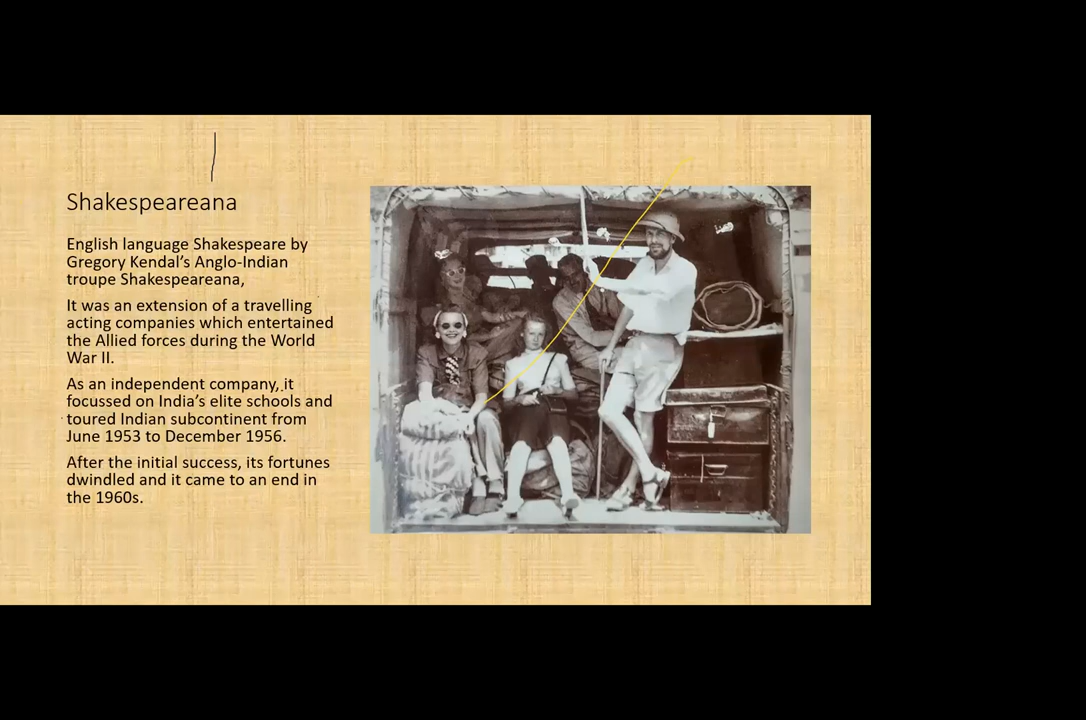 Shakespeareana
English language Shakespeare by
Gregory Kendal's Anglo-Indian
troupe Shakespeareana,
It was an extension of a travelling
acting companies which entertained
the Allied forces during the World
War II.
As an independent company, it
focussed on India's elite schools and
toured Indian subcontinent from
June 1953 to December 1956.
After the initial success, its fortunes
dwindled and it came to an end in
the 1960s.